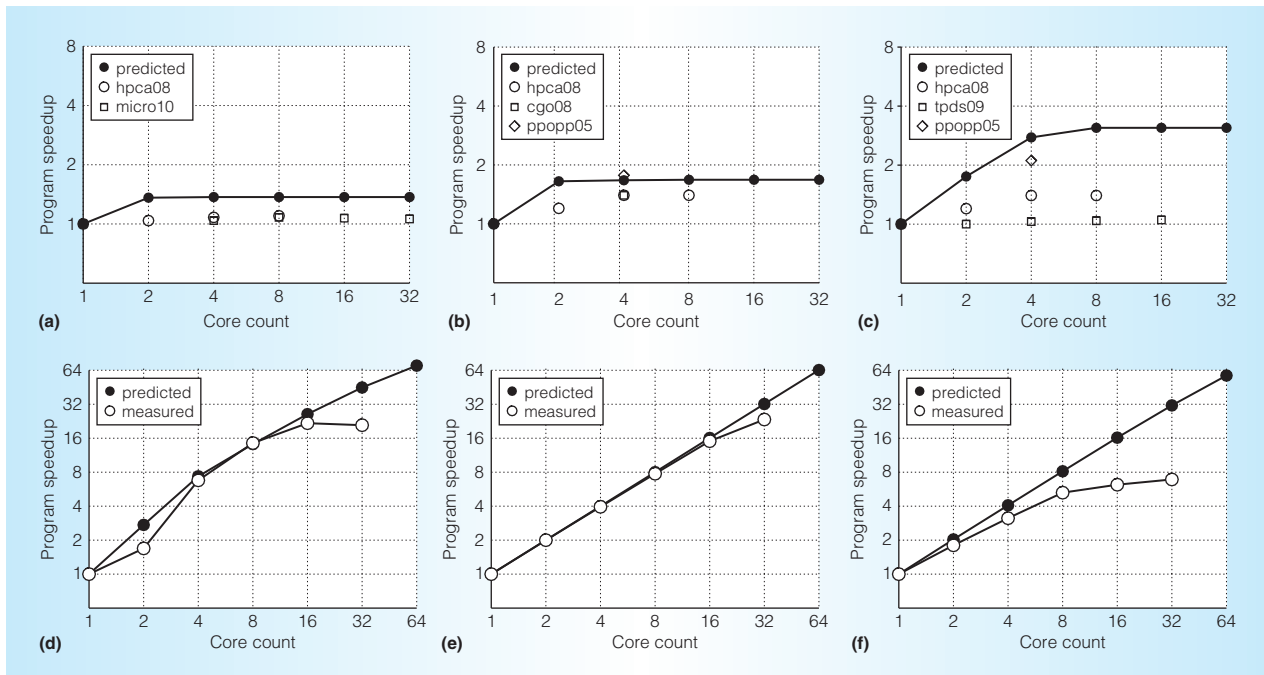 8
4
2
1
Program speedup
predicted
hpca08
micro10
1 2 4 8 16 32
Core count
(a)
8
4
2
1
Program speedup
predicted
hpca08
cgo08
ppopp05
1 2 4 8 16 32
Core count
(b)
8
4
2
1
Program speedup
predicted
hpca08
tpds09
ppopp05
1 2 4 8 16 32
Core count
(c)
64
32
16
8
4
2
1
Program speedup
predicted
measured
1 2 4 8 16 32 64
Core count
(d)
64
32
16
8
4
2
1
Program speedup
predicted
measured
1 2 4 8 16 32 64
Core count
(e)
64
32
16
8
4
2
1
Program speedup
predicted
measured
1 2 4 8 16 32 64
Core count
(f)